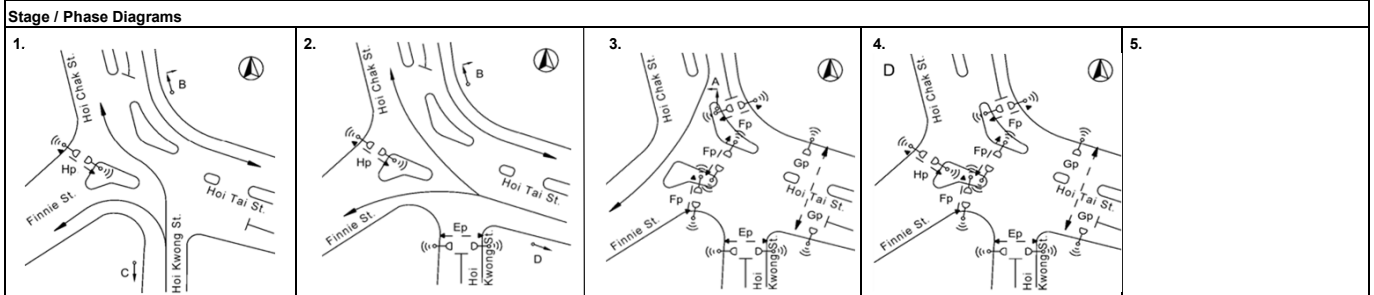 Stage / Phase Diagrams
1.
Hoi Chak St.
B
Hp
Finnie St.
Hoi Tai St.
C
Hoi Kwong St.
2.
Hoi Chak St.
B
Hp
Finnie St.
Hoi Tai St.
Ep
Hoi
Kwong St.
D
3.
Hoi Chak St.
A
Fp
Fp
Gp
Hoi Tai St.
Fp
Gp
Finnie St.
Ep
Hoi
Kwong St.
4.
D
Hoi Chak St.
Fp
Fp
Gp
Hp
Hoi Tai St.
Fp
Gp
Finnie St.
Ep
Hoi
Kwong St.
5.